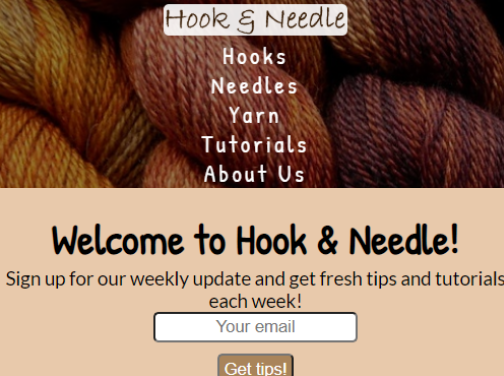 Hook & Needle
Hooks
Needles
Yarn
Tutorials
About Us
Welcome to Hook & Needle!
Sign up for our weekly update and get fresh tips and tutorials
each week!
Your email
Get tips!